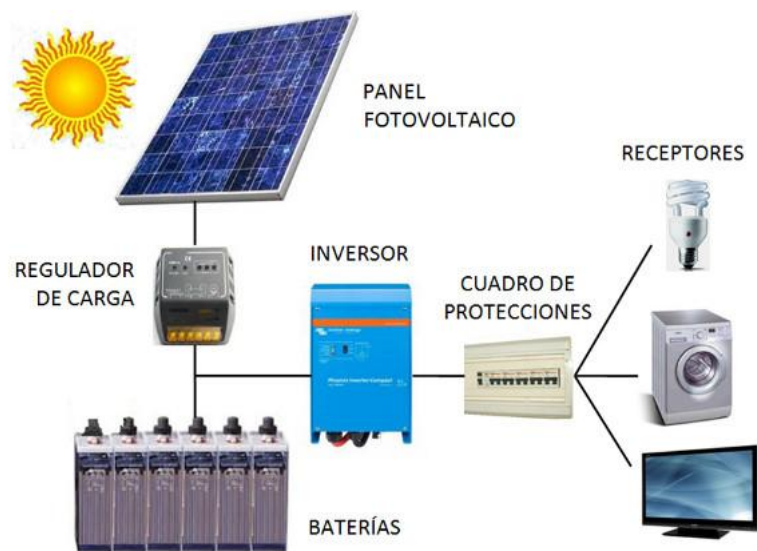 PANEL
FOTOVOLTAICO
RECEPTORES
REGULADOR
DE CARGA
INVERSOR
CUADRO DE
PROTECCIONES
BATERÍAS